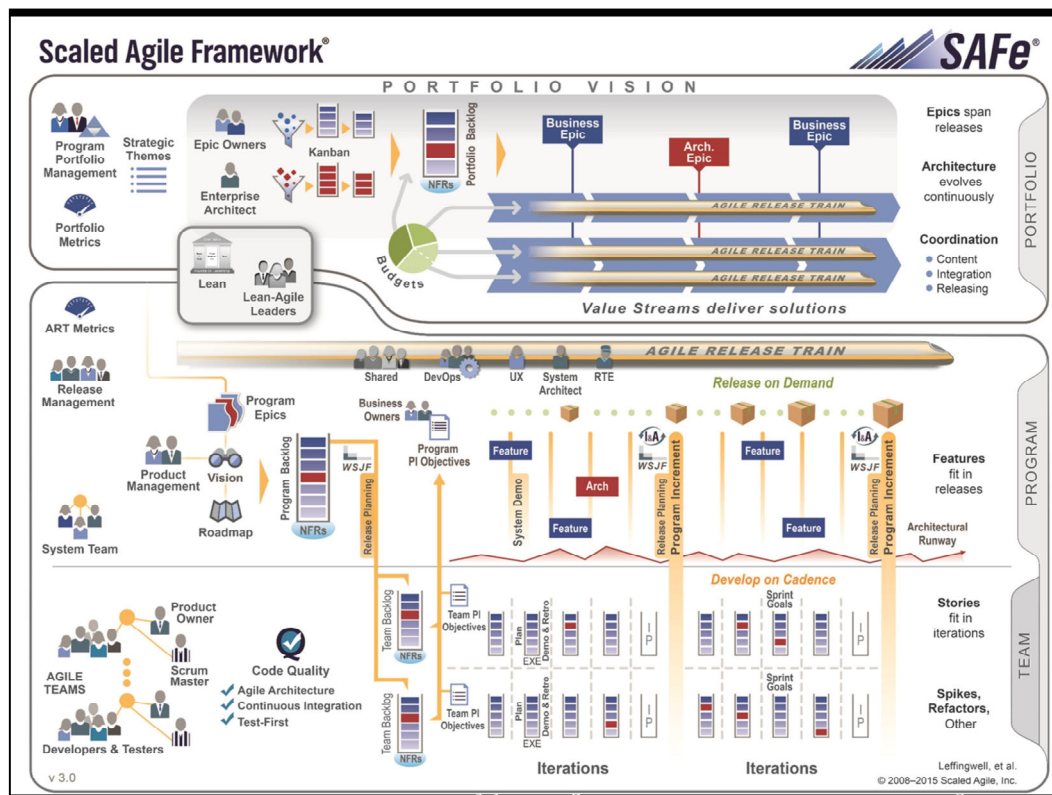 Scaled Agile Framework®
SAFe®
PORTFOLIO VISION
Program
Portfolio
Management
Strategic
Themes
Portfolio
Metrics
Epic Owners
Kanban
Enterprise
Architect
NFRs
Portfolio Backlog
Business
Epic
Arch.
Epic
Business
Epic
AGILE RELEASE TRAIN
AGILE RELEASE TRAIN
AGILE RELEASE TRAIN
Budgets
Value Streams deliver solutions
Epics span
releases
Architecture
evolves
continuously
Coordination
Content
Integration
Releasing
PORTFOLIO
Lean
Lean-Agile
Leaders
ART Metrics
Release
Management
AGILE RELEASE TRAIN
Shared
DevOps
UX
System
Architect
RTE
Release on Demand
Program
Epics
Product
Management
Vision
Roadmap
System Team
Program Backlog
NFRs
WSJF
Release Planning
Business
Owners
Program
PI Objectives
Feature
System Demo
Feature
Arch
I&A
WSJF
Release Planning
Program Increment
Feature
Feature
I&A
WSJF
Release Planning
Program Increment
Architectural
Runway
Features
fit in
releases
PROGRAM
Develop on Cadence
AGILE
TEAMS
Product
Owner
Scrum
Master
Developers & Testers
Code Quality
Agile Architecture
Continuous Integration
Test-First
Team Backlog
NFRs
Team PI
Objectives
Plan
EXE
Demo & Retro
I
P
Sprint
Goals
I
P
Stories
fit in
iterations
Team Backlog
NFRs
Team PI
Objectives
Plan
EXE
Demo & Retro
I
P
Sprint
Goals
I
P
Spikes,
Refactors,
Other
TEAM
Iterations
Iterations
v 3.0
Leffingwell, et al.
© 2008–2015 Scaled Agile, Inc.